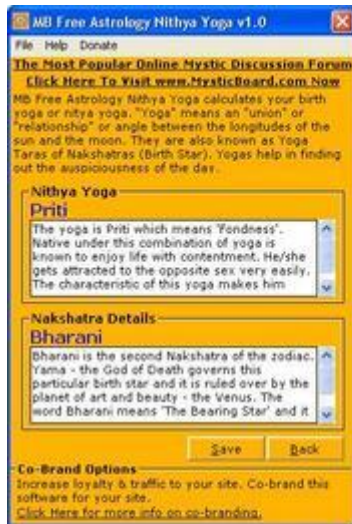 MB Free Astrology Nithya Yoga v1.0
File Help Donate
The Most Popular Online Mystic Discussion Forum
Click Here To Visit www.MysticBoard.com Now
MB Free Astrology Nithya Yoga calculates your birth
yoga or nitya yoga. "Yoga" means an "union" or
"relationship" or angle between the longitudes of the
sun and the moon. They are also known as Yoga
Taras of Nakshatras (Birth Star). Yogas help in finding
out the auspiciousness of the day.
Nithya Yoga
Priti
The yoga is Priti which means 'Fondness'.
Native under this combination of yoga is
known to enjoy life with contentment. He/she
gets attracted to the opposite sex very easily.
The characteristic of this yoga makes him
Nakshatra Details
Bharani
Bharani is the second Nakshatra of the zodiac.
Yama - the God of Death governs this
particular birth star and it is ruled over by the
planet of art and beauty - the Venus. The
word Bharani means 'The Bearing Star' and it
Save Back
Co-Brand Options
Increase loyalty & traffic to your site. Co-brand this
software for your site.
Click Here for more info on co-branding.